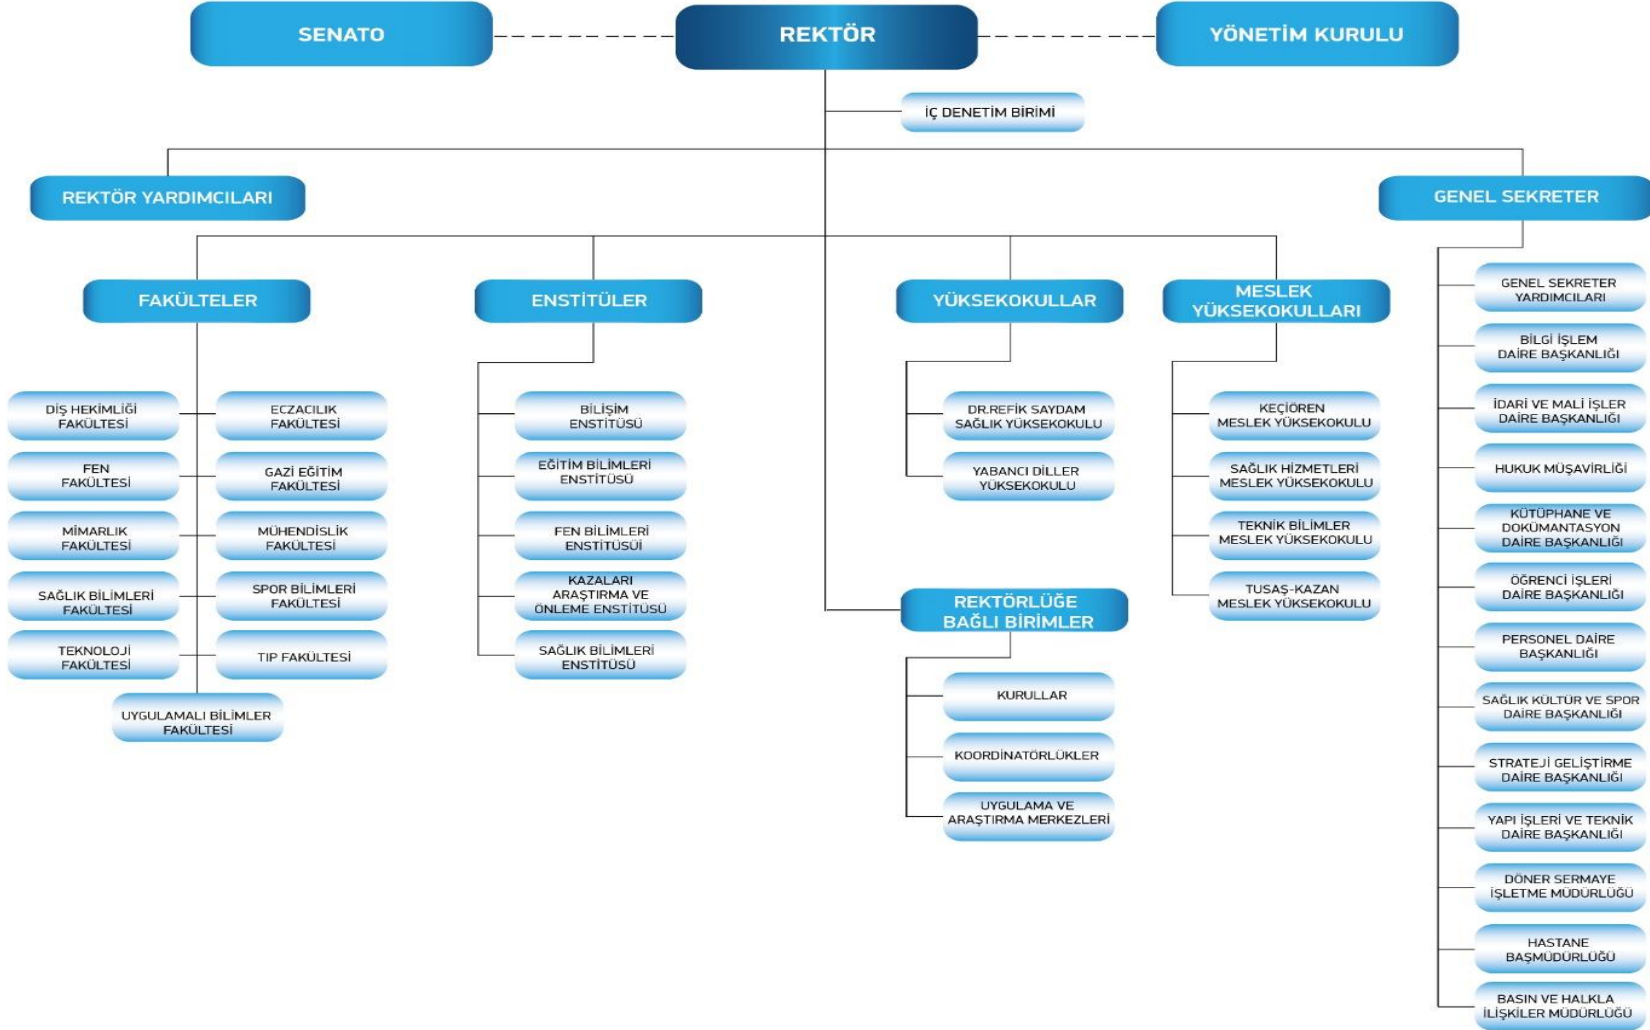 SENATO
REKTÖR
YÖNETİM KURULU
İÇ DENETİM BİRİMİ
REKTÖR YARDIMCILARI
GENEL SEKRETER
FAKÜLTELER
DİŞ HEKİMLİĞİ
FAKÜLTESİ
ECZACILIK
FAKÜLTESİ
FEN
FAKÜLTESİ
GAZİ EĞİTİM
FAKÜLTESİ
MİMARLIK
FAKÜLTESİ
MÜHENDİSLİK
FAKÜLTESİ
SAĞLIK BİLİMLERİ
FAKÜLTESİ
SPOR BİLİMLERİ
FAKÜLTESİ
TEKNOLOJİ
FAKÜLTESİ
TIP FAKÜLTESİ
UYGULAMALI BİLİMLER
FAKÜLTESİ
ENSTİTÜLER
BİLİŞİM
ENSTİTÜSÜ
EĞİTİM BİLİMLERİ
ENSTİTÜSÜ
FEN BİLİMLERİ
ENSTİTÜSÜİ
KAZALARI
ARAŞTIRMA VE
ÖNLEME ENSTİTÜSÜ
SAĞLIK BİLİMLERİ
ENSTİTÜSÜ
YÜKSEKOKULLAR
DR.REFİK SAYDAM
SAĞLIK YÜKSEKOKULU
YABANCI DİLLER
YÜKSEKOKULU
MESLEK
YÜKSEKOKULLARI
KEÇİÖREN
MESLEK YÜKSEKOKULU
SAĞLIK HİZMETLERİ
MESLEK YÜKSEKOKULU
TEKNİK BİLİMLER
MESLEK YÜKSEKOKULU
TUSAŞ-KAZAN
MESLEK YÜKSEKOKULU
REKTÖRLÜĞE
BAĞLI BİRİMLER
KURULLAR
KOORDİNATÖRLÜKLER
UYGULAMA VE
ARAŞTIRMA MERKEZLERİ
GENEL SEKRETER
YARDIMCILARI
BİLGİ İŞLEM
DAİRE BAŞKANLIĞI
İDARİ VE MALİ İŞLER
DAİRE BAŞKANLIĞI
HUKUK MÜŞAVİRLİĞİ
KÜTÜPHANE VE
DOKÜMANTASYON
DAİRE BAŞKANLIĞI
ÖĞRENCİ İŞLERİ
DAİRE BAŞKANLIĞI
PERSONEL DAİRE
BAŞKANLIĞI
SAĞLIK KÜLTÜR VE SPOR
DAİRE BAŞKANLIĞI
STRATEJİ GELİŞTİRME
DAİRE BAŞKANLIĞI
YAPI İŞLERİ VE TEKNİK
DAİRE BAŞKANLIĞI
DÖNER SERMAYE
İŞLETME MÜDÜRLÜĞÜ
HASTANE
BAŞMÜDÜRLÜĞÜ
BASIN VE HALKLA
İLİŞKİLER MÜDÜRLÜĞÜ